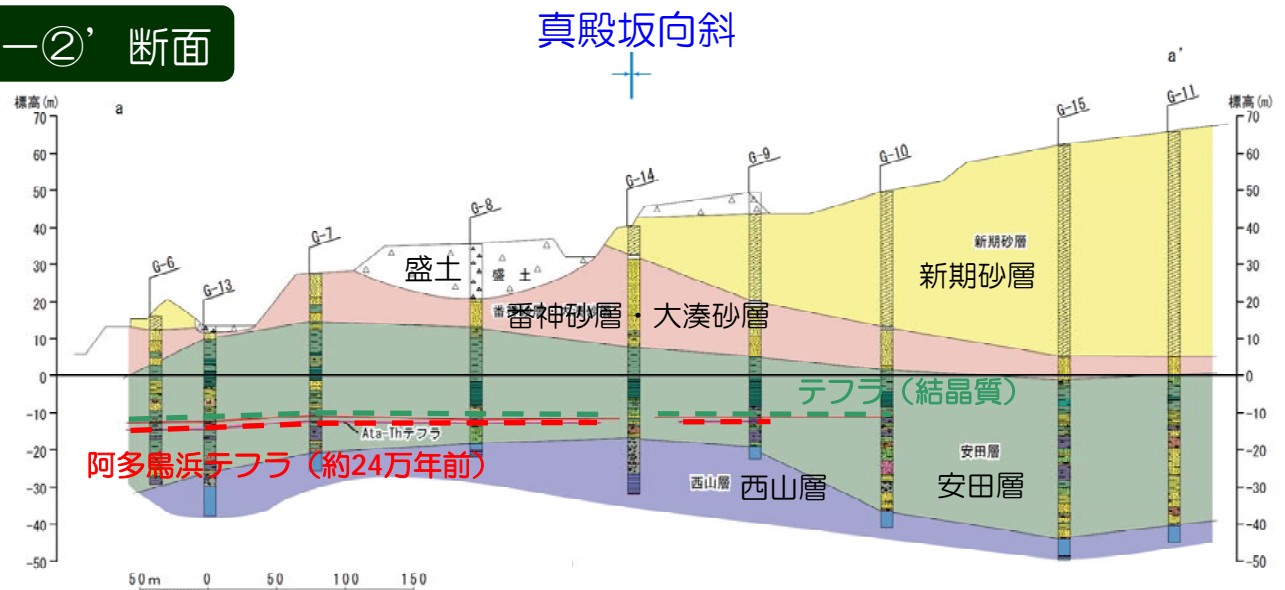 ―②’ 断面
真殿坂向斜
標高(m)
a
a'
標高(m)
70
60
50
40
30
20
10
0
-10
-20
-30
-40
-50
70
60
50
40
30
20
10
0
-10
-20
-30
-40
-50
G-6
G-13
G-7
G-8
G-14
G-9
G-10
G-15
G-11
盛土
盛 土
新期砂層
新期砂層
番神砂層・大湊砂層
テフラ(結晶質)
Ata-Thテフラ
阿多鳥浜テフラ(約24万年前)
安田層
安田層
西山層
西山層
50m 0 50 100 150